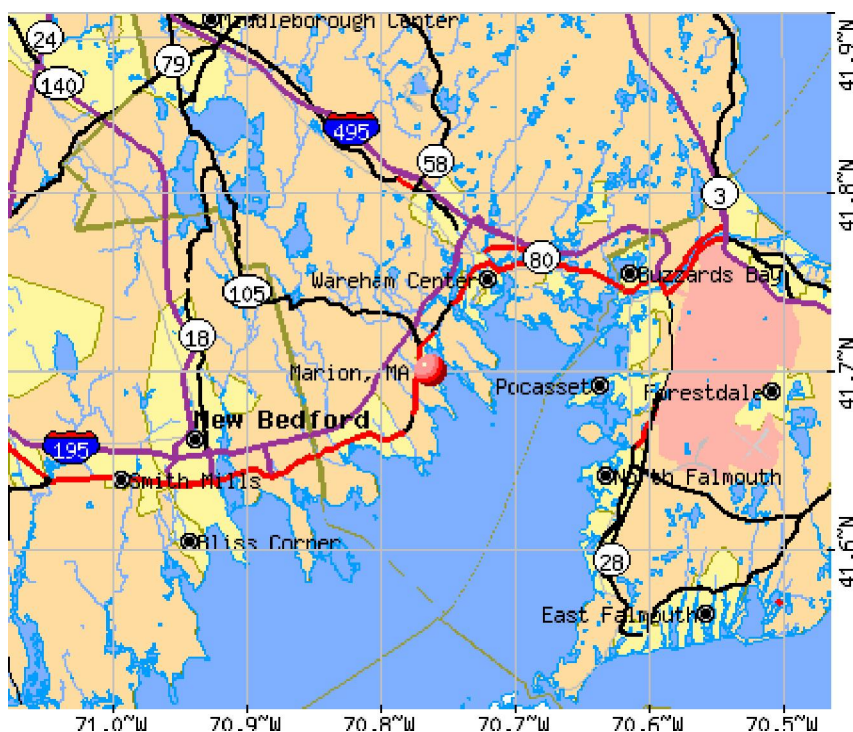 Middleborough Center
24
79
140
495
58
41.9°N
3
41.8°N
80
Buzzards Bay
Wareham Center
105
18
Marion, MA
41.7°N
Pocasset
Forestdale
New Bedford
195
Smith Mills
North Falmouth
Bliss Corner
41.6°N
28
East Falmouth
71.0°W
70.9°W
70.8°W
70.7°W
70.6°W
70.5°W